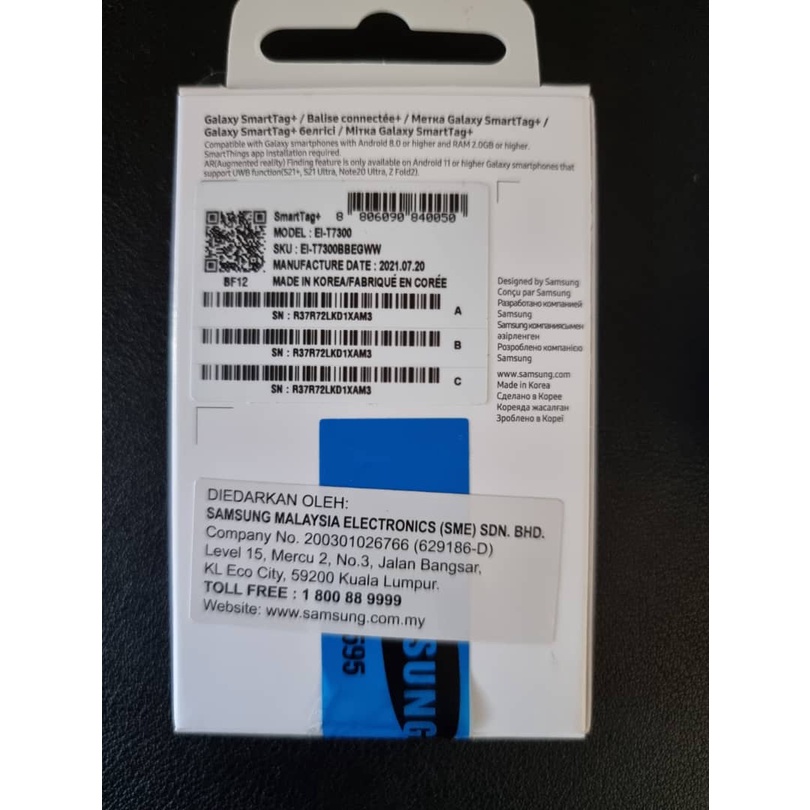 Galaxy SmartTag+ / Balise connectée+ / Метка Galaxy SmartTag+ /
Galaxy SmartTag+ белгісі / Мітка Galaxy SmartTag+
Compatible with Galaxy smartphones with Android 8.0 or higher and RAM 2.0GB or higher.
SmartThings app installation required.
AR(Augmented reality) Finding feature is only available on Android 11 or higher Galaxy smartphones that
support UWB function(S21+, S21 Ultra, Note20 Ultra, Z Fold2).
SmartTag+ 8 806090 840050
MODEL : EI-T7300
SKU : EI-T7300BBEGWW
MANUFACTURE DATE : 2021.07.20
BF12 MADE IN KOREA/FABRIQUÉ EN CORÉE
A
SN : R37R72LKD1XAM3
B
SN : R37R72LKD1XAM3
C
SN : R37R72LKD1XAM3
Designed by Samsung
Conçu par Samsung
Разработано компанией
Samsung
Samsung компаниясымен
әзірленген
Розроблено компанією
Samsung
www.samsung.com
Made in Korea
Сделано в Корее
Кореяда жасалған
Зроблено в Кореї
DIEDARKAN OLEH:
SAMSUNG MALAYSIA ELECTRONICS (SME) SDN. BHD.
Company No. 200301026766 (629186-D)
Level 15, Mercu 2, No.3, Jalan Bangsar,
KL Eco City, 59200 Kuala Lumpur.
TOLL FREE : 1 800 88 9999
Website: www.samsung.com.my
695
SUNG